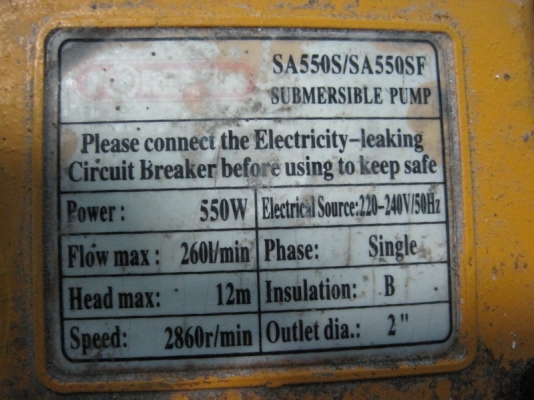 SA550S/SA550SF
SUBMERSIBLE PUMP
Please connect the Electricity-leaking
Circuit Breaker before using to keep safe
Power: 550W Electrical Source:220-240V/50Hz
Flow max: 260l/min Phase: Single
Head max: 12m Insulation: B
Speed: 2860r/min Outlet dia.: 2"